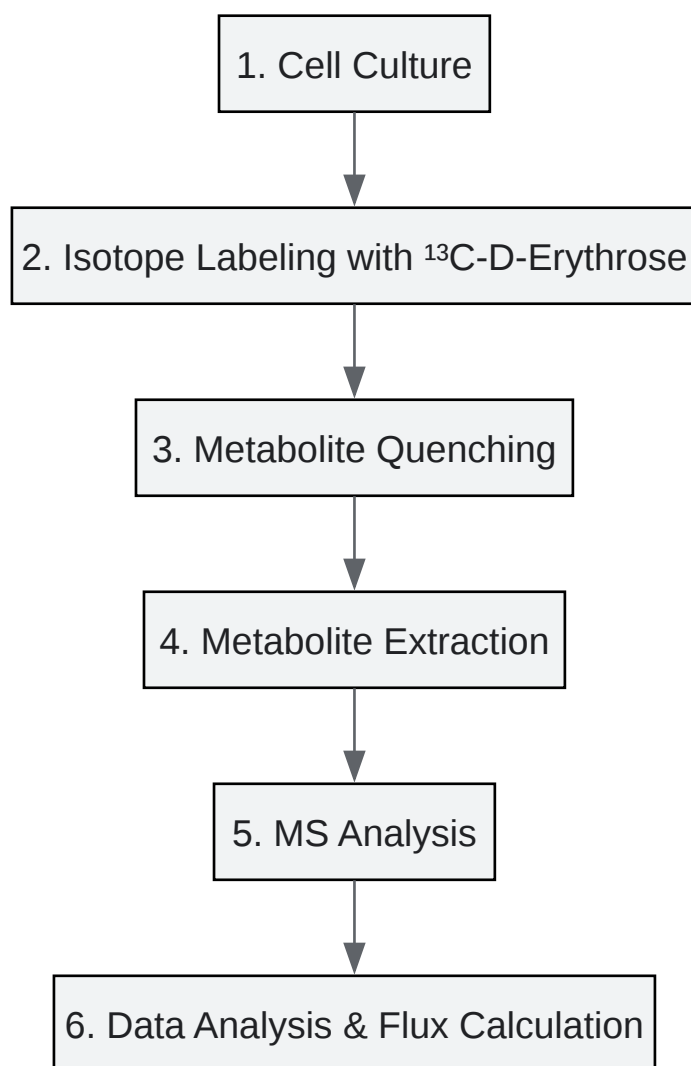 1. Cell Culture
2. Isotope Labeling with ¹³C-D-Erythrose
3. Metabolite Quenching
4. Metabolite Extraction
5. MS Analysis
6. Data Analysis & Flux Calculation